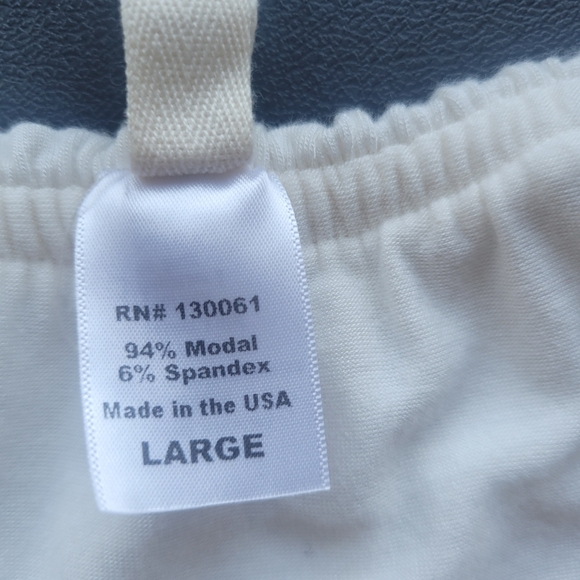 RN# 130061
94% Modal
6% Spandex
Made in the USA
LARGE